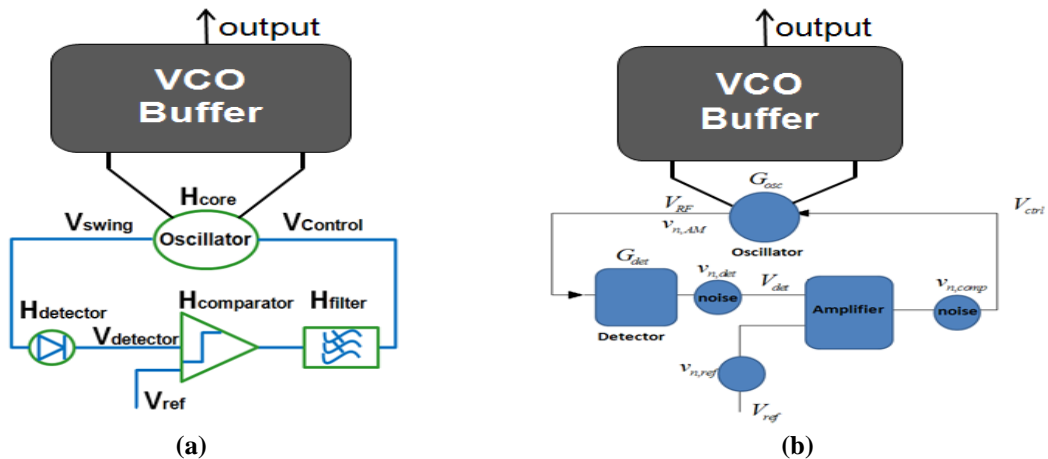 output
VCO
Buffer
Hcore
Vswing
VControl
Oscillator
Hcomparator
Hfilter
Hdetector
Vdetector
Vref
(a)
output
VCO
Buffer
Gosc
VRF
Vctrl
vn,AM
Oscillator
Gdet
vn,det
Vdet
vn,comp
noise
Amplifier
noise
Detector
vn,ref
Vref
(b)